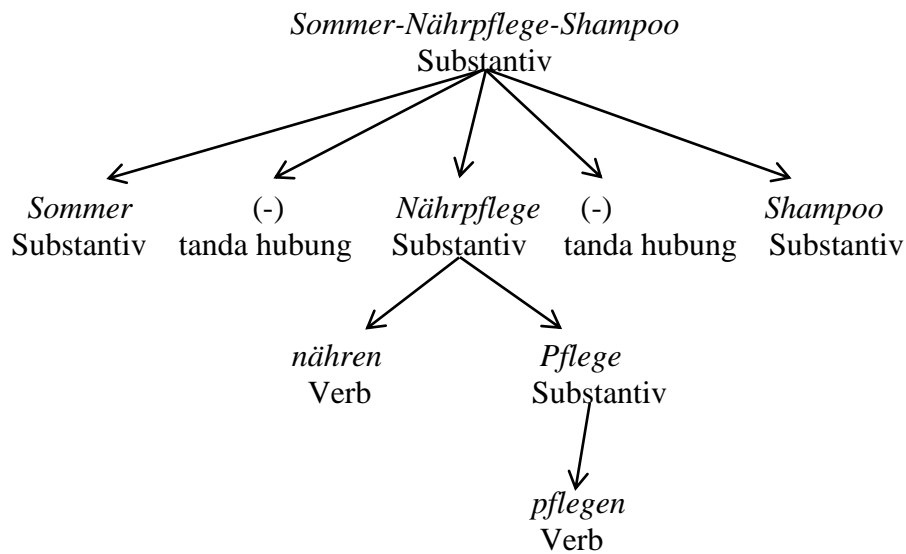 Sommer-Nährpflege-Shampoo
Substantiv
Sommer (-) Nährpflege (-) Shampoo
Substantiv tanda hubung Substantiv tanda hubung Substantiv
nähren Pflege
Verb Substantiv
pflegen
Verb